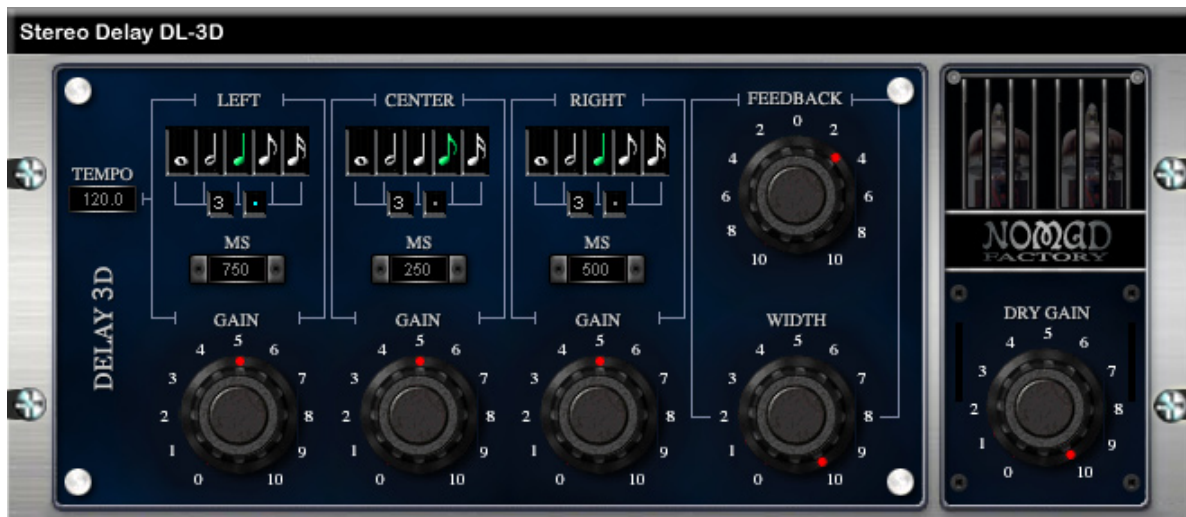 Stereo Delay DL-3D
TEMPO
120.0
DELAY 3D
LEFT
3
MS
750
GAIN
0 1 2 3 4 5 6 7 8 9 10
CENTER
3
MS
250
GAIN
0 1 2 3 4 5 6 7 8 9 10
RIGHT
3
MS
500
GAIN
0 1 2 3 4 5 6 7 8 9 10
FEEDBACK
10 8 6 4 2 0 2 4 6 8 10
WIDTH
0 1 2 3 4 5 6 7 8 9 10
NOMAD
FACTORY
DRY GAIN
0 1 2 3 4 5 6 7 8 9 10